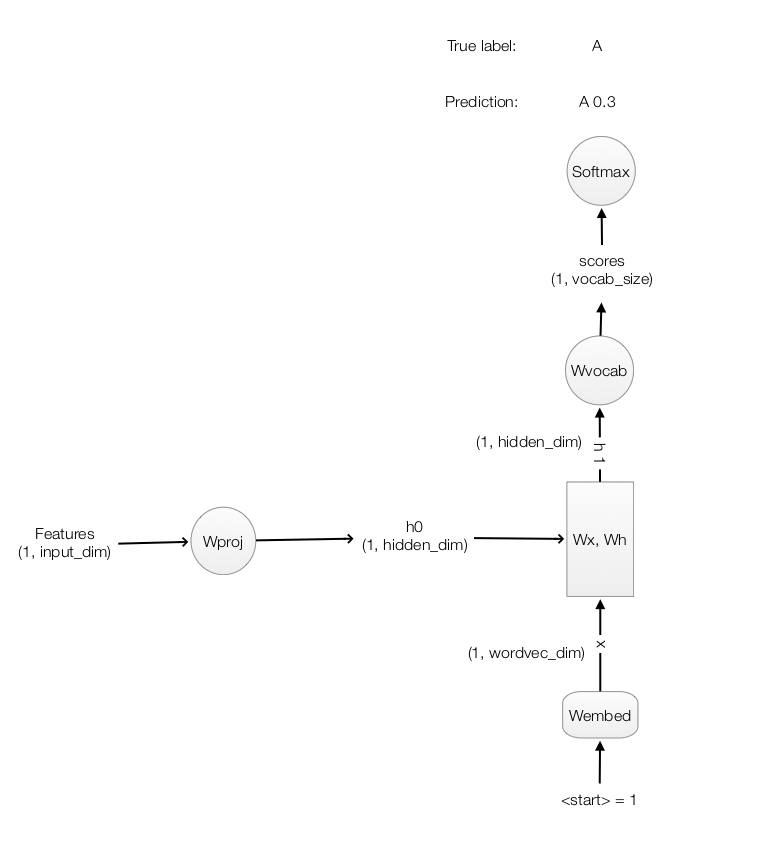 True label: A
Prediction: A 0.3
Softmax
scores
(1, vocab_size)
Wvocab
(1, hidden_dim)
h 1
Features
(1, input_dim)
Wproj
h0
(1, hidden_dim)
Wx, Wh
(1, wordvec_dim)
x
Wembed
<start> = 1